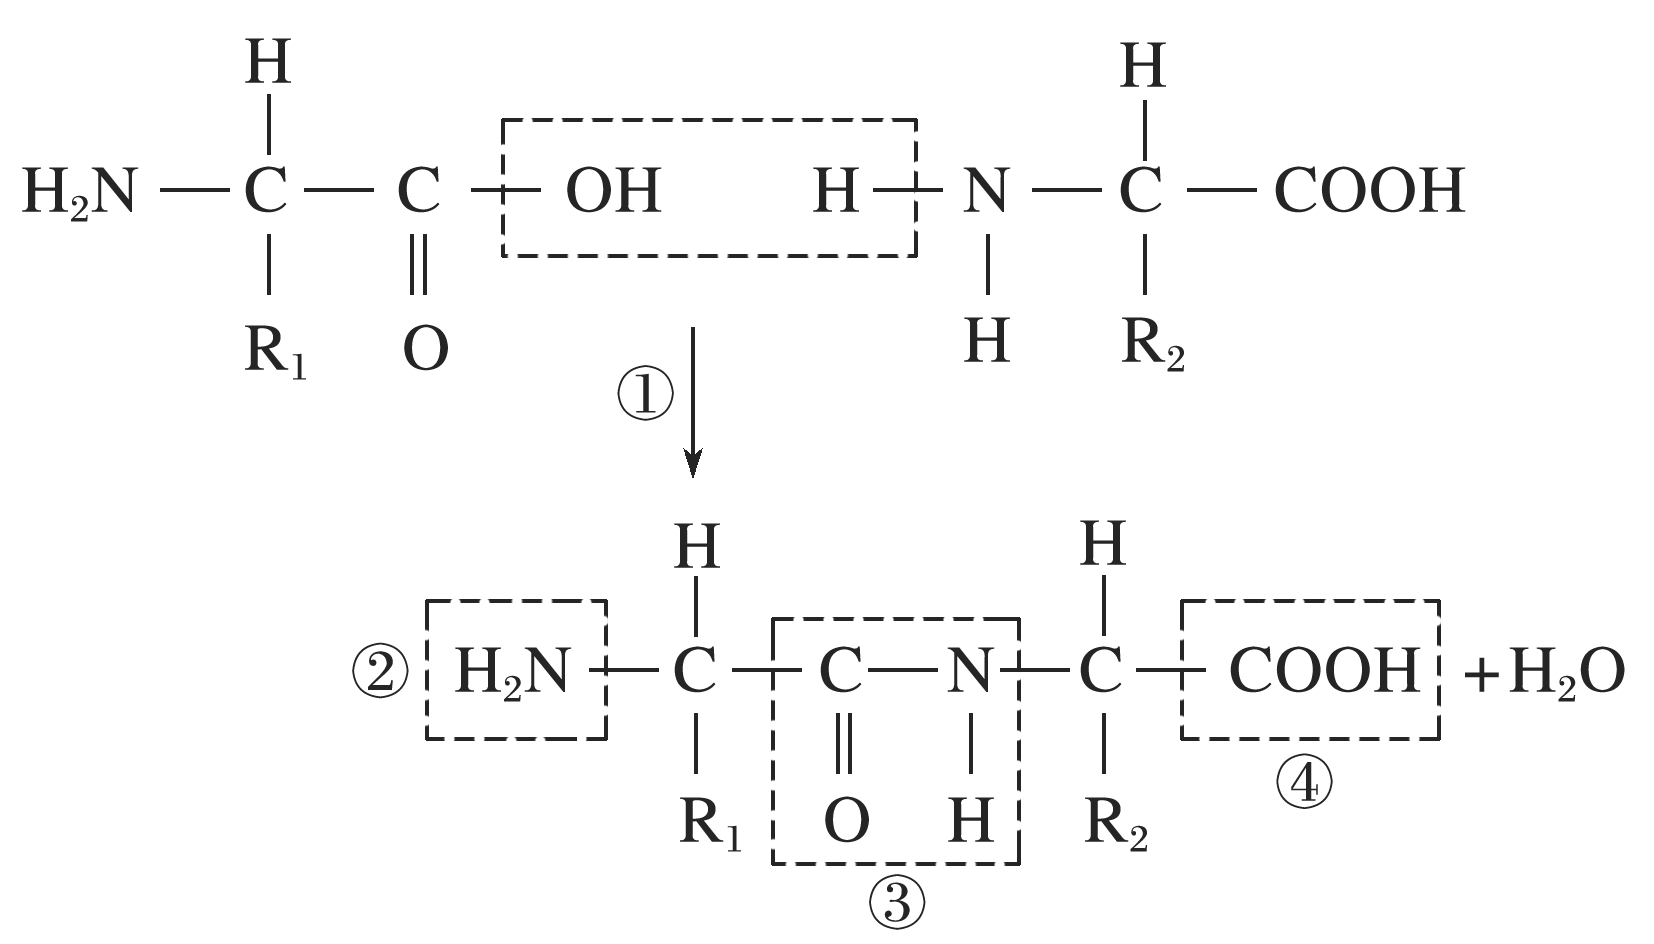 H H
H₂N — C — C — OH H — N — C — COOH
R₁ O H R₂
①
H H
② H₂N — C — C — N — C — COOH + H₂O
R₁ O H R₂
④
③